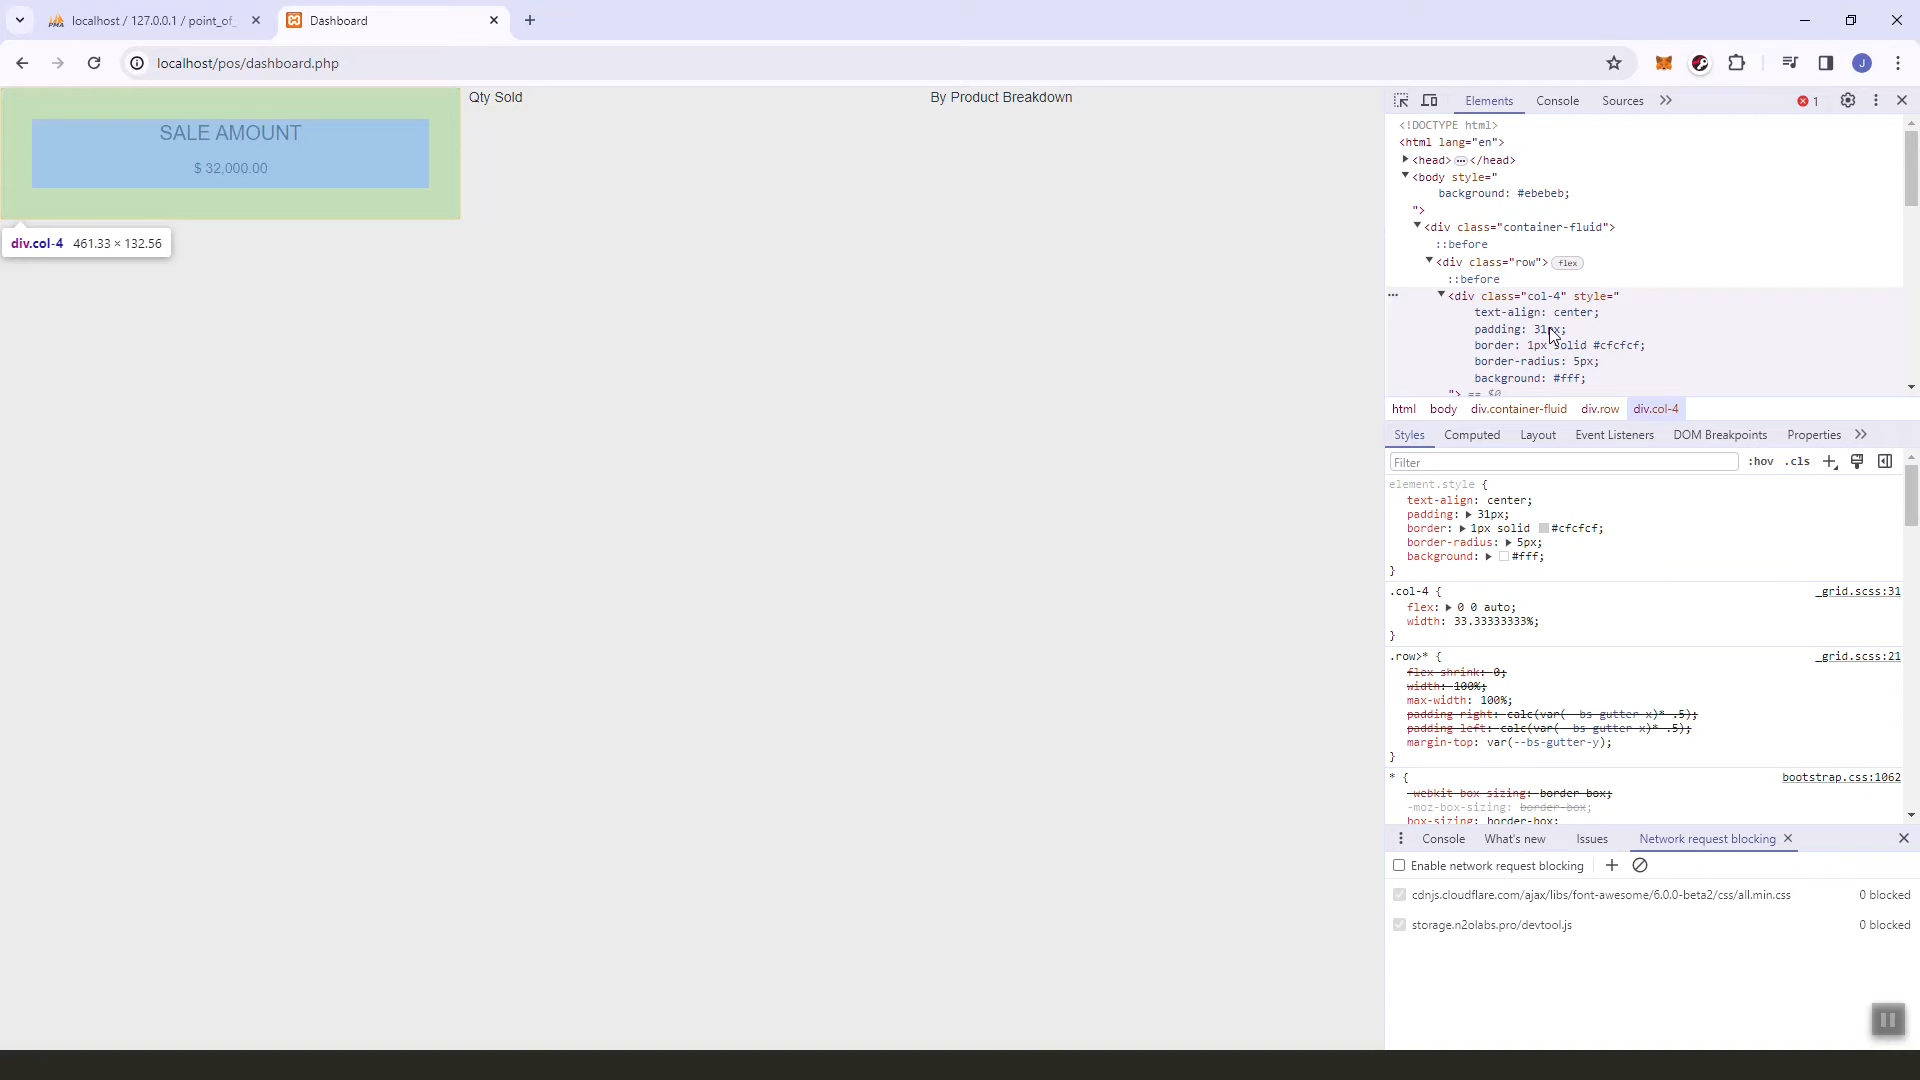 localhost / 127.0.0.1 / point_of_
Dashboard
localhost/pos/dashboard.php
J
SALE AMOUNT
$ 32,000.00
Qty Sold
By Product Breakdown
div.col-4 461.33 × 132.56
Elements Console Sources 1
<!DOCTYPE html>
<html lang="en">
<head> </head>
<body style="
background: #ebebeb;
">
<div class="container-fluid">
::before
<div class="row"> flex
::before
<div class="col-4" style="
text-align: center;
padding: 31px;
border: 1px solid #cfcfcf;
border-radius: 5px;
background: #fff;
"> == $0
html body div.container-fluid div.row div.col-4
Styles Computed Layout Event Listeners DOM Breakpoints Properties
Filter :hov .cls
element.style {
text-align: center;
padding: 31px;
border: 1px solid #cfcfcf;
border-radius: 5px;
background: #fff;
}
.col-4 { _grid.scss:31
flex: 0 0 auto;
width: 33.33333333%;
}
.row>* { _grid.scss:21
flex-shrink: 0;
width: 100%;
max-width: 100%;
padding-right: calc(var(--bs-gutter-x)* .5);
padding-left: calc(var(--bs-gutter-x)* .5);
margin-top: var(--bs-gutter-y);
}
* { bootstrap.css:1062
-webkit-box-sizing: border-box;
-moz-box-sizing: border-box;
box-sizing: border-box;
Console What's new Issues Network request blocking
Enable network request blocking
cdnjs.cloudflare.com/ajax/libs/font-awesome/6.0.0-beta2/css/all.min.css 0 blocked
storage.n2olabs.pro/devtool.js 0 blocked